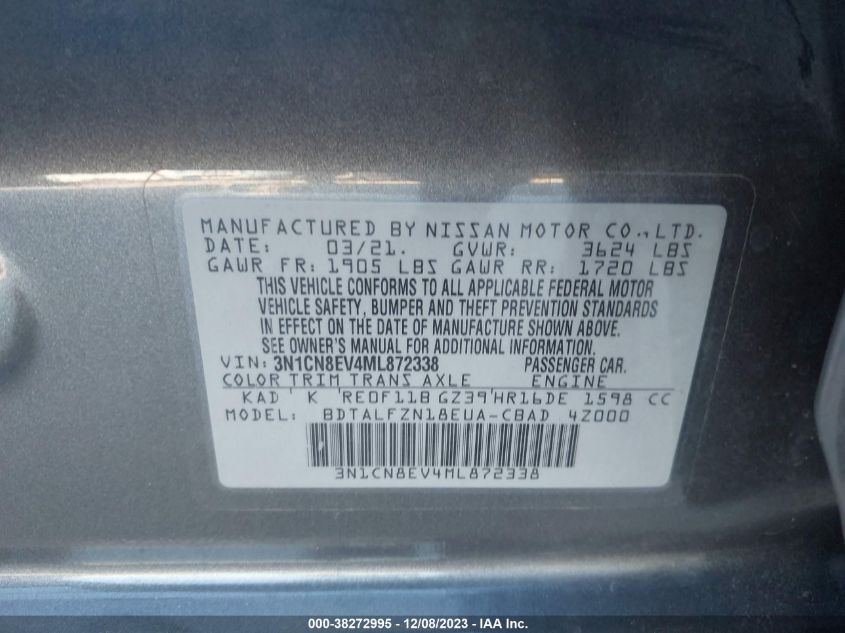 MANUFACTURED BY NISSAN MOTOR CO., LTD.
DATE: 03/21. GVWR: 3624 LBS
GAWR FR: 1905 LBS GAWR RR: 1720 LBS
THIS VEHICLE CONFORMS TO ALL APPLICABLE FEDERAL MOTOR
VEHICLE SAFETY, BUMPER AND THEFT PREVENTION STANDARDS
IN EFFECT ON THE DATE OF MANUFACTURE SHOWN ABOVE.
SEE OWNER'S MANUAL FOR ADDITIONAL INFORMATION.
VIN: 3N1CN8EV4ML872338 PASSENGER CAR.
COLOR TRIM TRANS AXLE ENGINE
KAD ' K ' RE0F11B GZ39 'HR16DE 1598 CC
MODEL: BDTALFZN18EUA-CBAD 4Z000
3N1CN8EV4ML872338
000-38272995 - 12/08/2023 - IAA Inc.